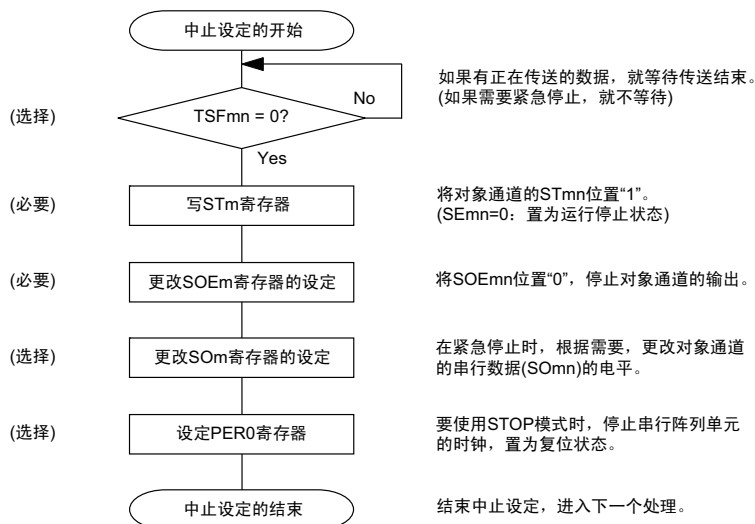 中止设定的开始
如果有正在传送的数据，就等待传送结束。
(如果需要紧急停止，就不等待)
No
(选择)
TSFmn = 0?
Yes
(必要)
写STm寄存器
将对象通道的STmn位置“1”。
(SEmn=0：置为运行停止状态)
(必要)
更改SOEm寄存器的设定
将SOEmn位置“0”，停止对象通道的输出。
(选择)
更改SOm寄存器的设定
在紧急停止时，根据需要，更改对象通道
的串行数据(SOmn)的电平。
(选择)
设定PER0寄存器
要使用STOP模式时，停止串行阵列单元
的时钟，置为复位状态。
中止设定的结束
结束中止设定，进入下一个处理。